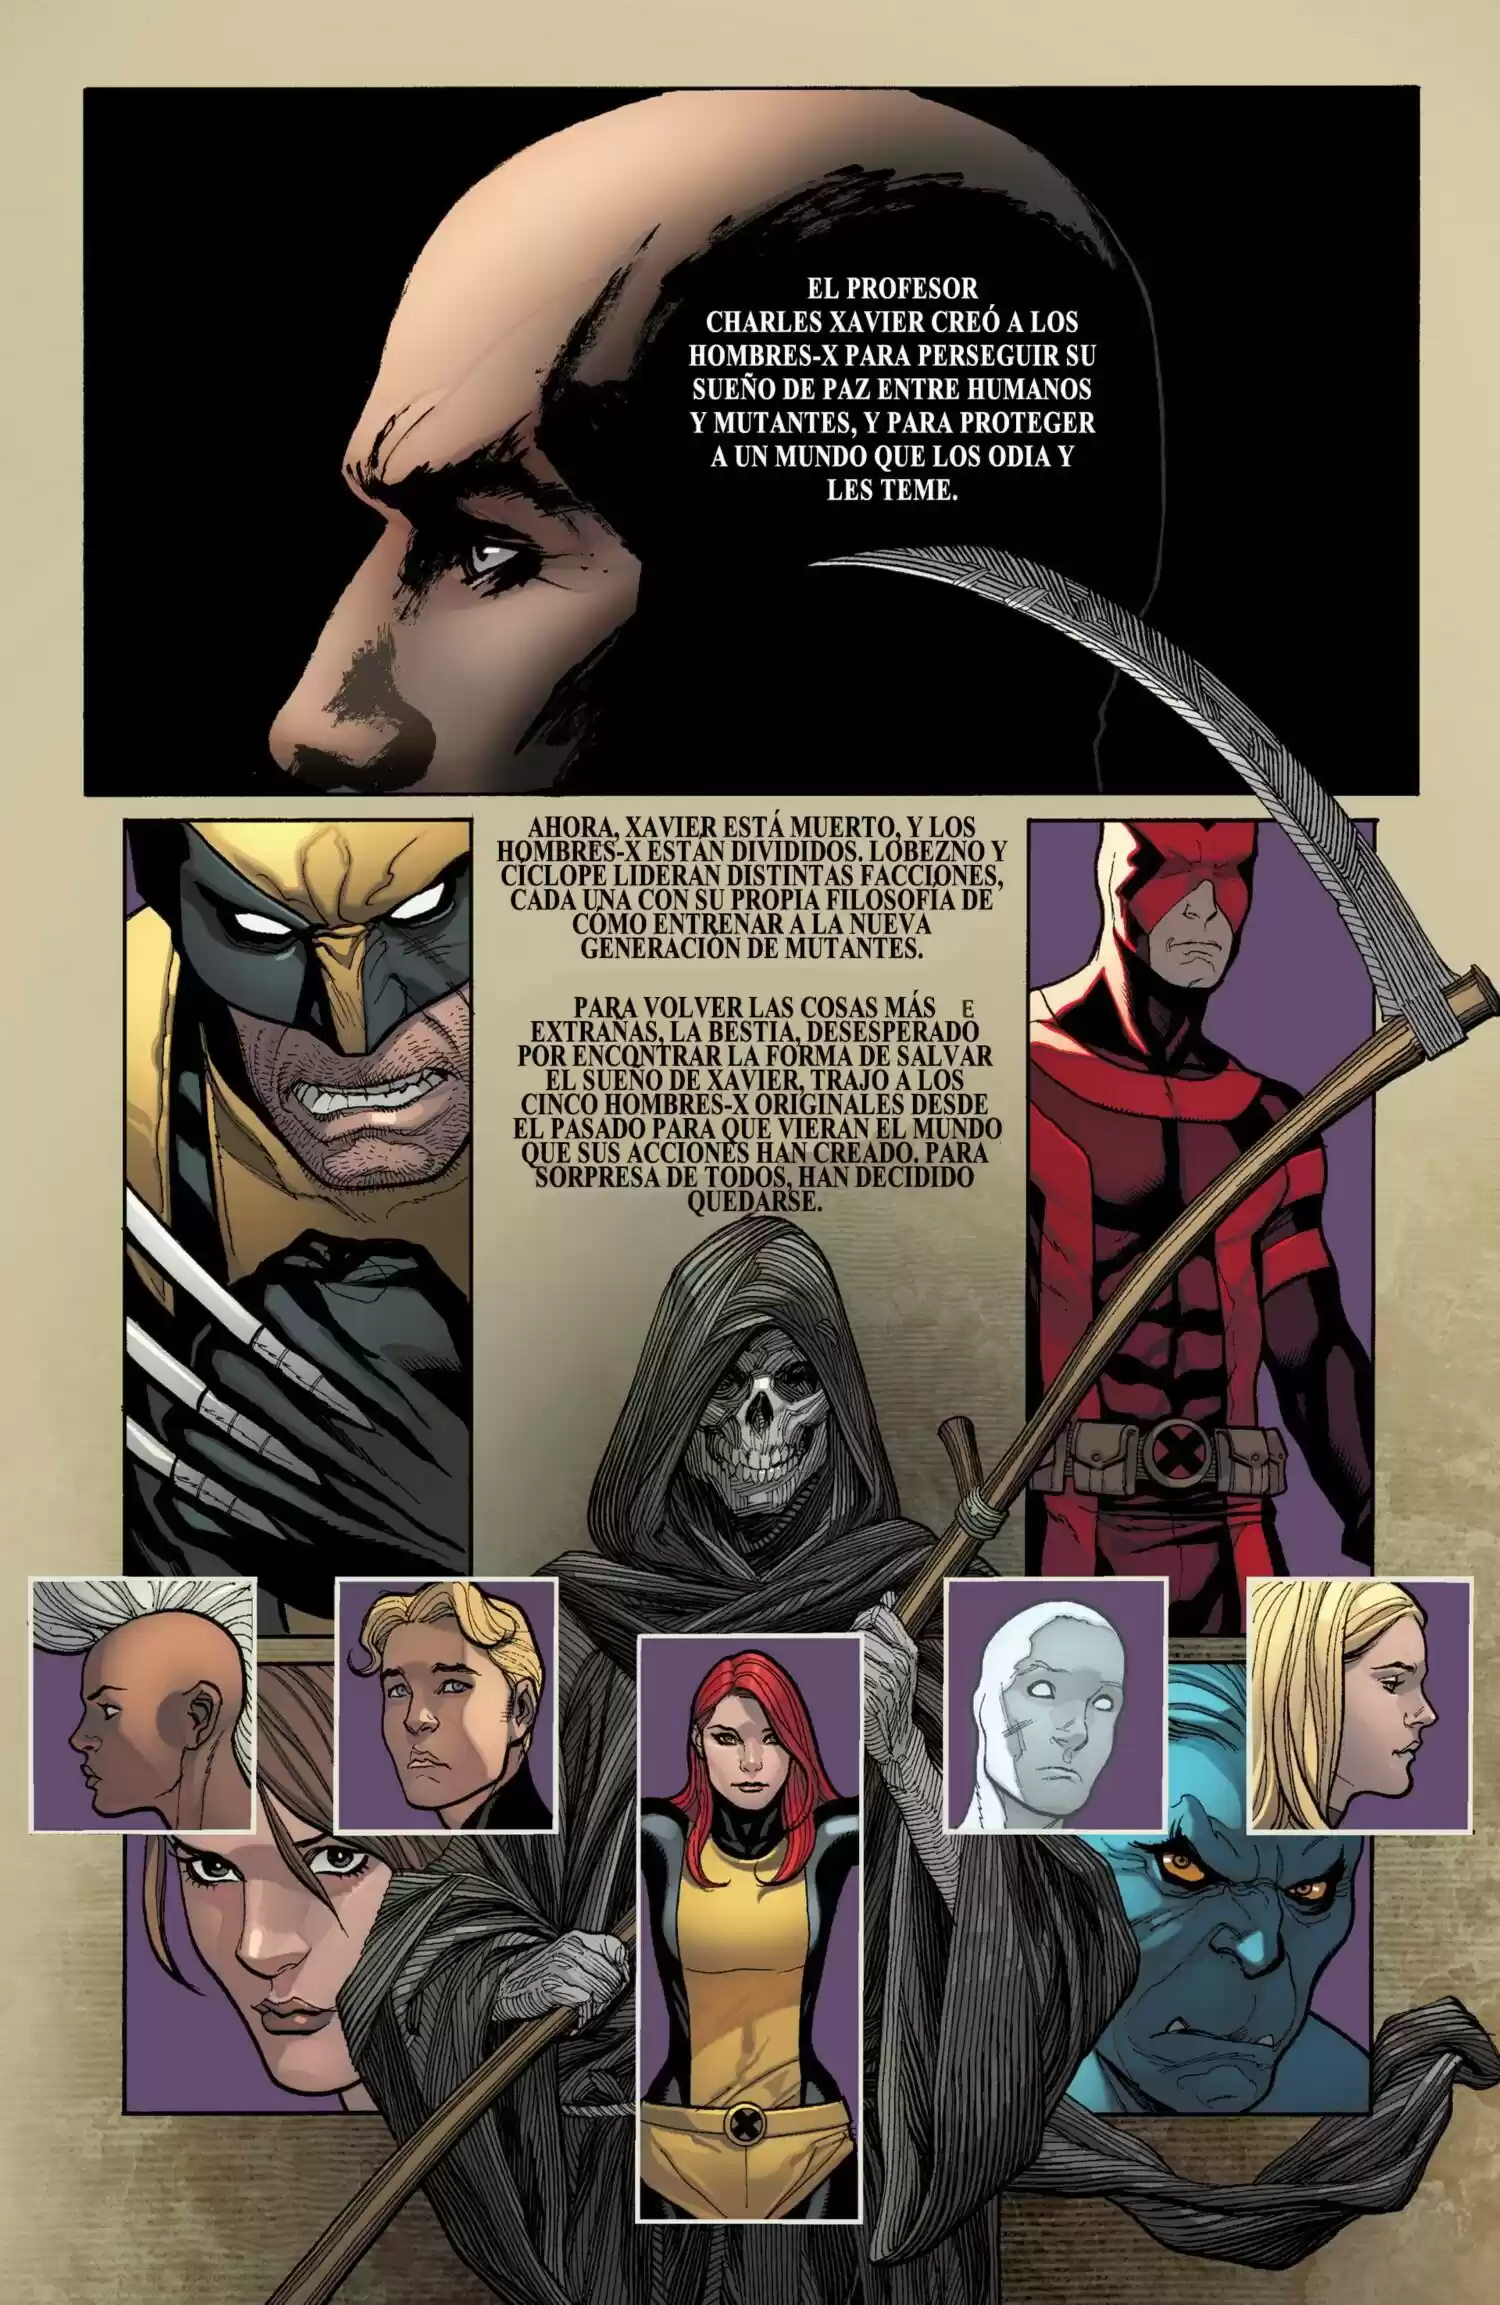 EL PROFESOR
CHARLES XAVIER CREÓ A LOS
HOMBRES-X PARA PERSEGUIR SU
SUEÑO DE PAZ ENTRE HUMANOS
Y MUTANTES, Y PARA PROTEGER
A UN MUNDO QUE LOS ODIA Y
LES TEME.
AHORA, XAVIER ESTÁ MUERTO, Y LOS
HOMBRES-X ESTÁN DIVIDIDOS. LOBEZNO Y
CÍCLOPE LIDERAN DISTINTAS FACCIONES,
CADA UNA CON SU PROPIA FILOSOFÍA DE
CÓMO ENTRENAR A LA NUEVA
GENERACIÓN DE MUTANTES.
PARA VOLVER LAS COSAS MÁS E
EXTRAÑAS, LA BESTIA, DESESPERADO
POR ENCONTRAR LA FORMA DE SALVAR
EL SUEÑO DE XAVIER, TRAJO A LOS
CINCO HOMBRES-X ORIGINALES DESDE
EL PASADO PARA QUE VIERAN EL MUNDO
QUE SUS ACCIONES HAN CREADO. PARA
SORPRESA DE TODOS, HAN DECIDIDO
QUEDARSE.